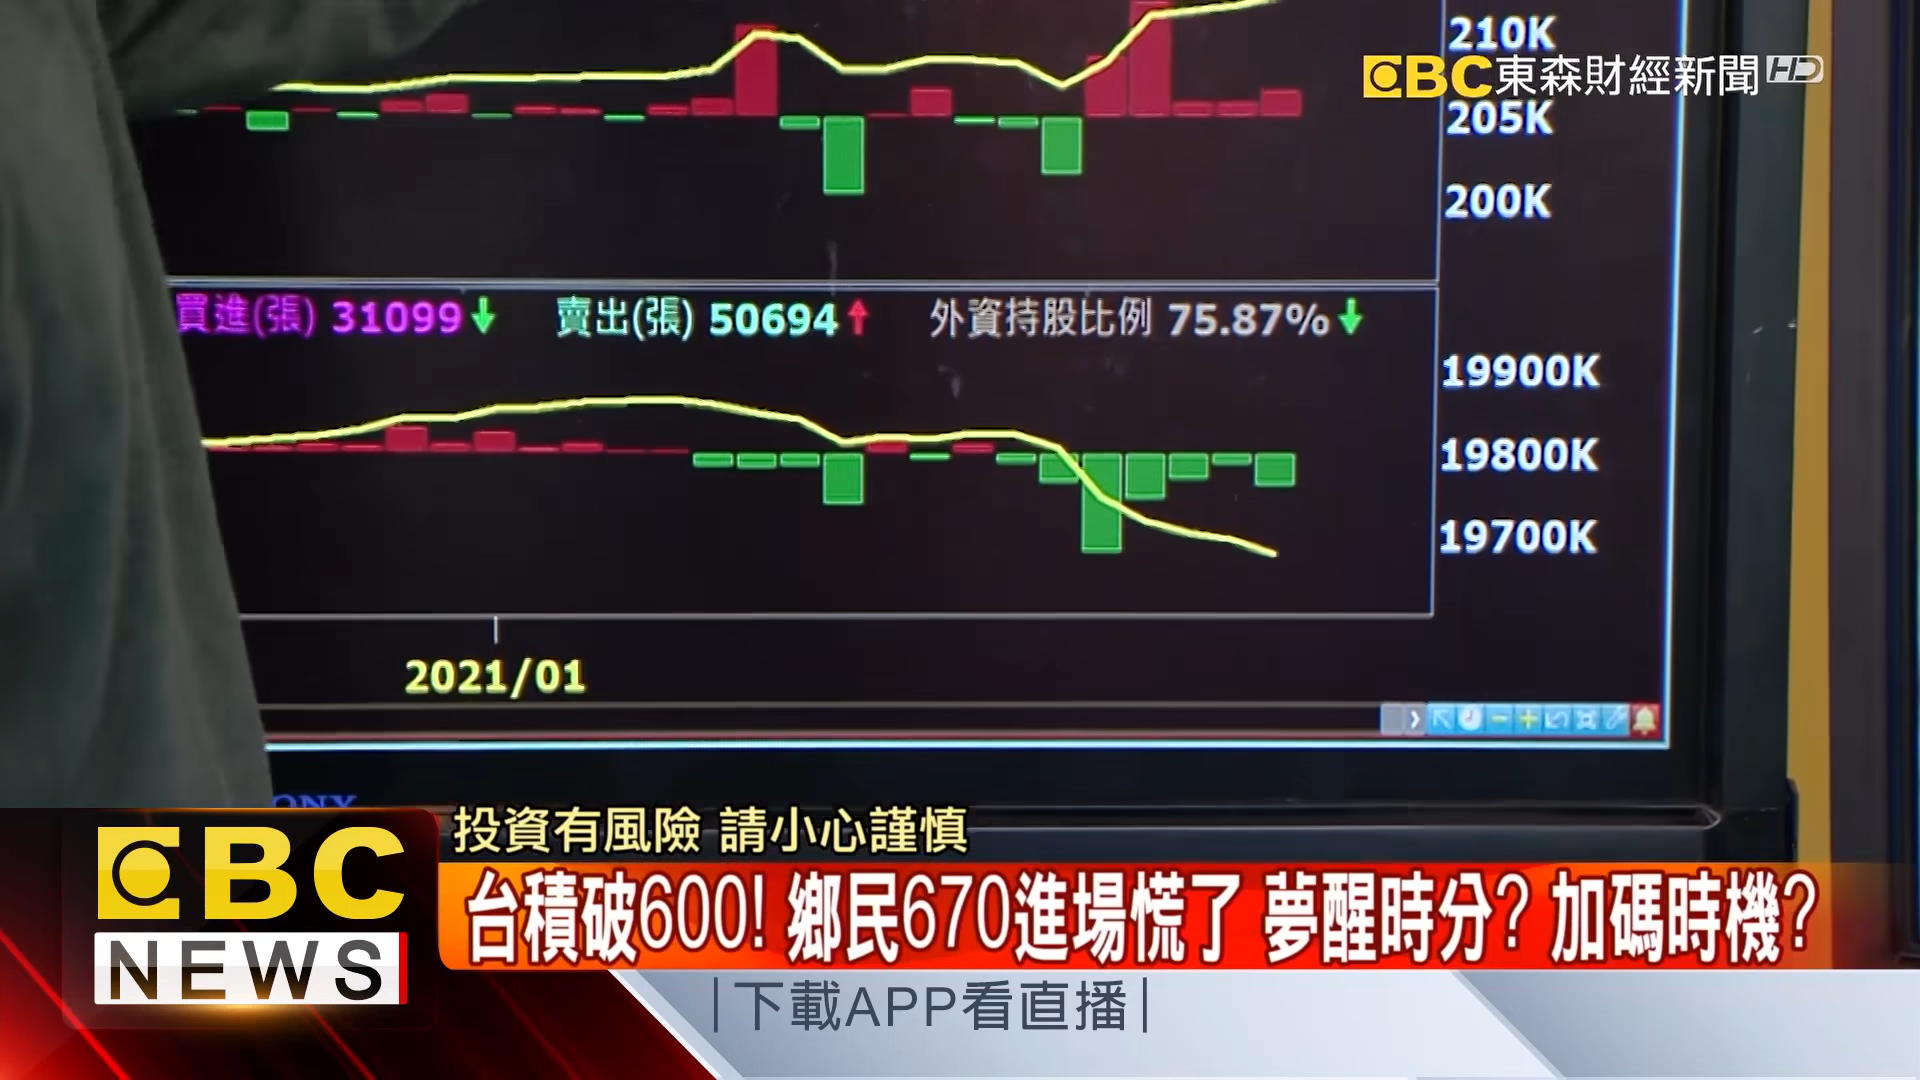 210K
EBC東森財經新聞HD
205K
200K
買進(張) 31099↓ 賣出(張) 50694↑ 外資持股比例 75.87%↓
19900K
19800K
19700K
2021/01
SONY
投資有風險 請小心謹慎
EBC
NEWS
台積破600! 鄉民670進場慌了 夢醒時分? 加碼時機?
|下載APP看直播|